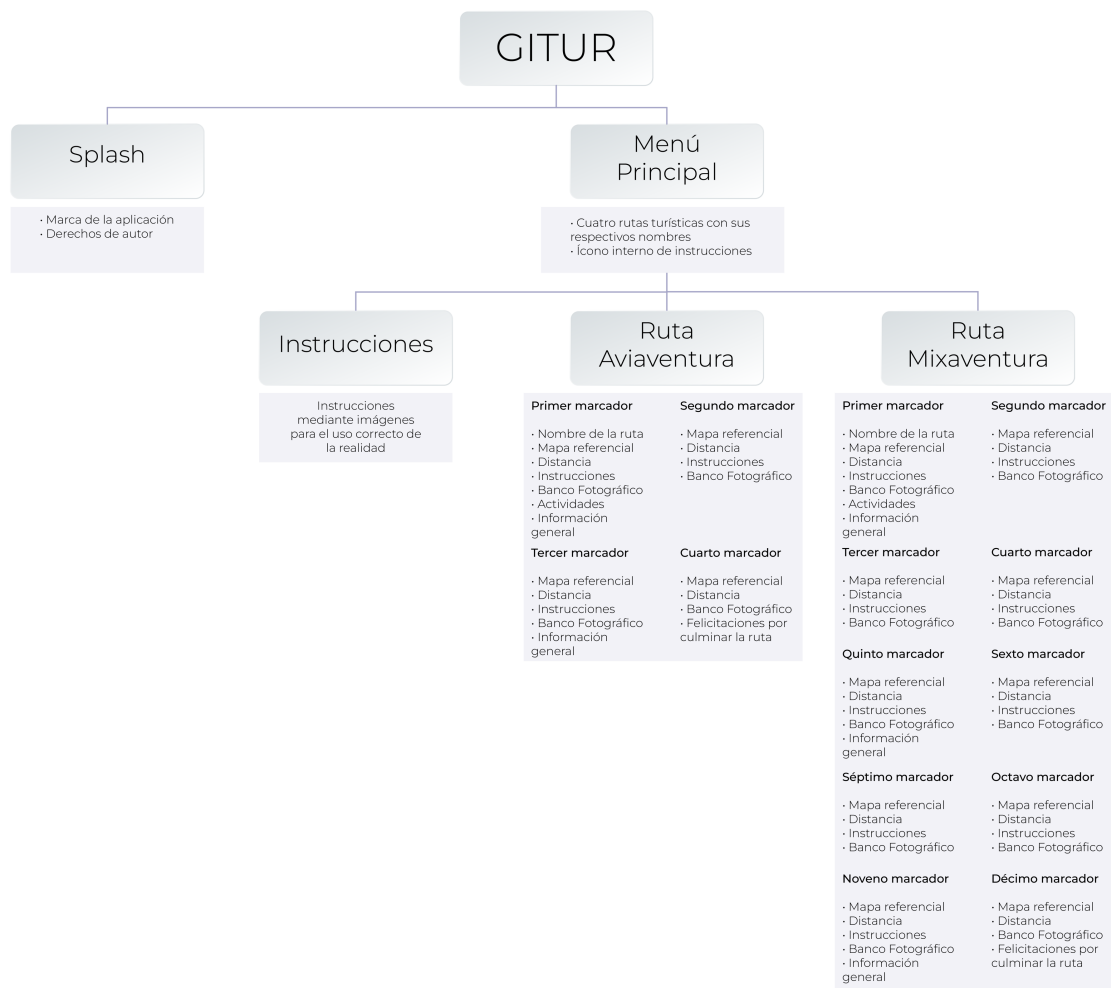 GITUR
Splash
• Marca de la aplicación
• Derechos de autor
Menú
Principal
• Cuatro rutas turísticas con sus
respectivos nombres
• Ícono interno de instrucciones
Instrucciones
Instrucciones
mediante imágenes
para el uso correcto de
la realidad
Ruta
Aviaventura
Primer marcador
• Nombre de la ruta
• Mapa referencial
• Distancia
• Instrucciones
• Banco Fotográfico
• Actividades
• Información
general
Segundo marcador
• Mapa referencial
• Distancia
• Instrucciones
• Banco Fotográfico
Tercer marcador
• Mapa referencial
• Distancia
• Instrucciones
• Banco Fotográfico
• Información
general
Cuarto marcador
• Mapa referencial
• Distancia
• Banco Fotográfico
• Felicitaciones por
culminar la ruta
Ruta
Mixaventura
Primer marcador
• Nombre de la ruta
• Mapa referencial
• Distancia
• Instrucciones
• Banco Fotográfico
• Actividades
• Información
general
Segundo marcador
• Mapa referencial
• Distancia
• Instrucciones
• Banco Fotográfico
Tercer marcador
• Mapa referencial
• Distancia
• Instrucciones
• Banco Fotográfico
Cuarto marcador
• Mapa referencial
• Distancia
• Instrucciones
• Banco Fotográfico
Quinto marcador
• Mapa referencial
• Distancia
• Instrucciones
• Banco Fotográfico
• Información
general
Sexto marcador
• Mapa referencial
• Distancia
• Instrucciones
• Banco Fotográfico
Séptimo marcador
• Mapa referencial
• Distancia
• Instrucciones
• Banco Fotográfico
Octavo marcador
• Mapa referencial
• Distancia
• Instrucciones
• Banco Fotográfico
Noveno marcador
• Mapa referencial
• Distancia
• Instrucciones
• Banco Fotográfico
• Información
general
Décimo marcador
• Mapa referencial
• Distancia
• Banco Fotográfico
• Felicitaciones por
culminar la ruta